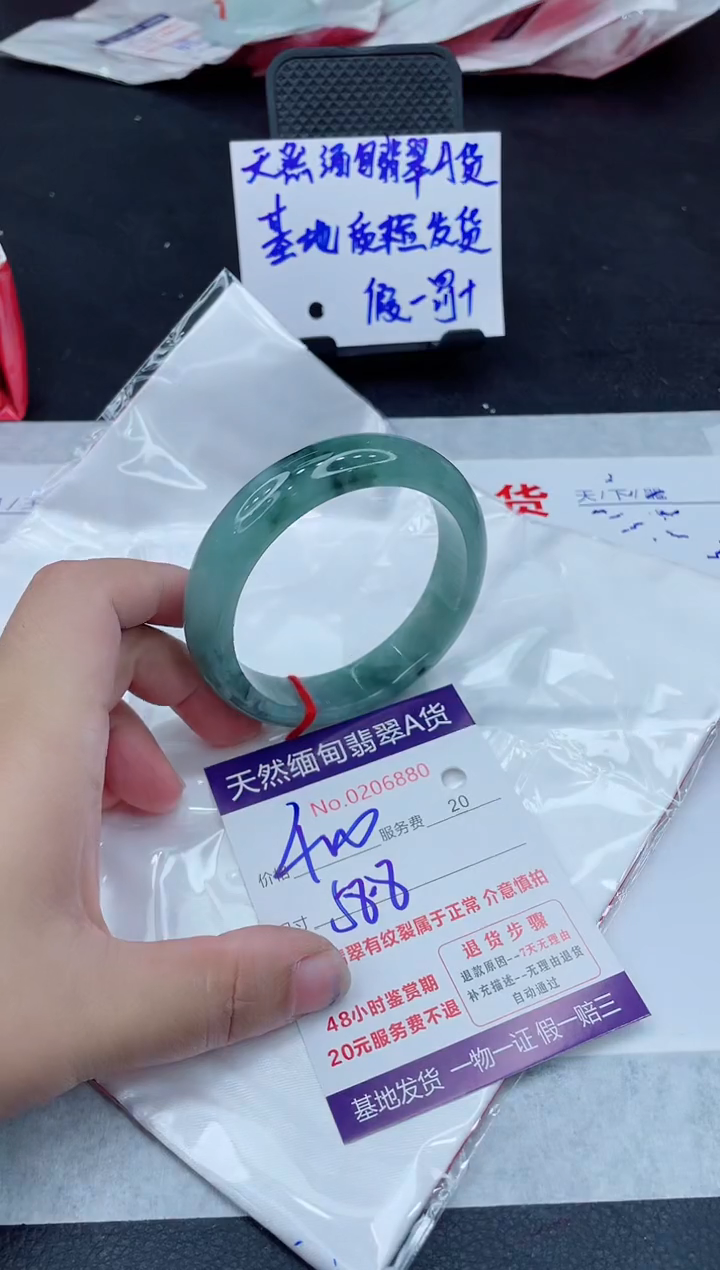 天然缅甸翡翠A货
基地质检发货
假一罚十
货
天然缅甸翡翠A货
No.0206880
价格 400 服务费 20
寸 58.8
翠有纹裂属于正常 介意慎拍
48小时鉴赏期
20元服务费不退
退货步骤
退款原因--7天无理由
补充描述--无理由退货
自动通过
基地发货 一物一证 假一赔三